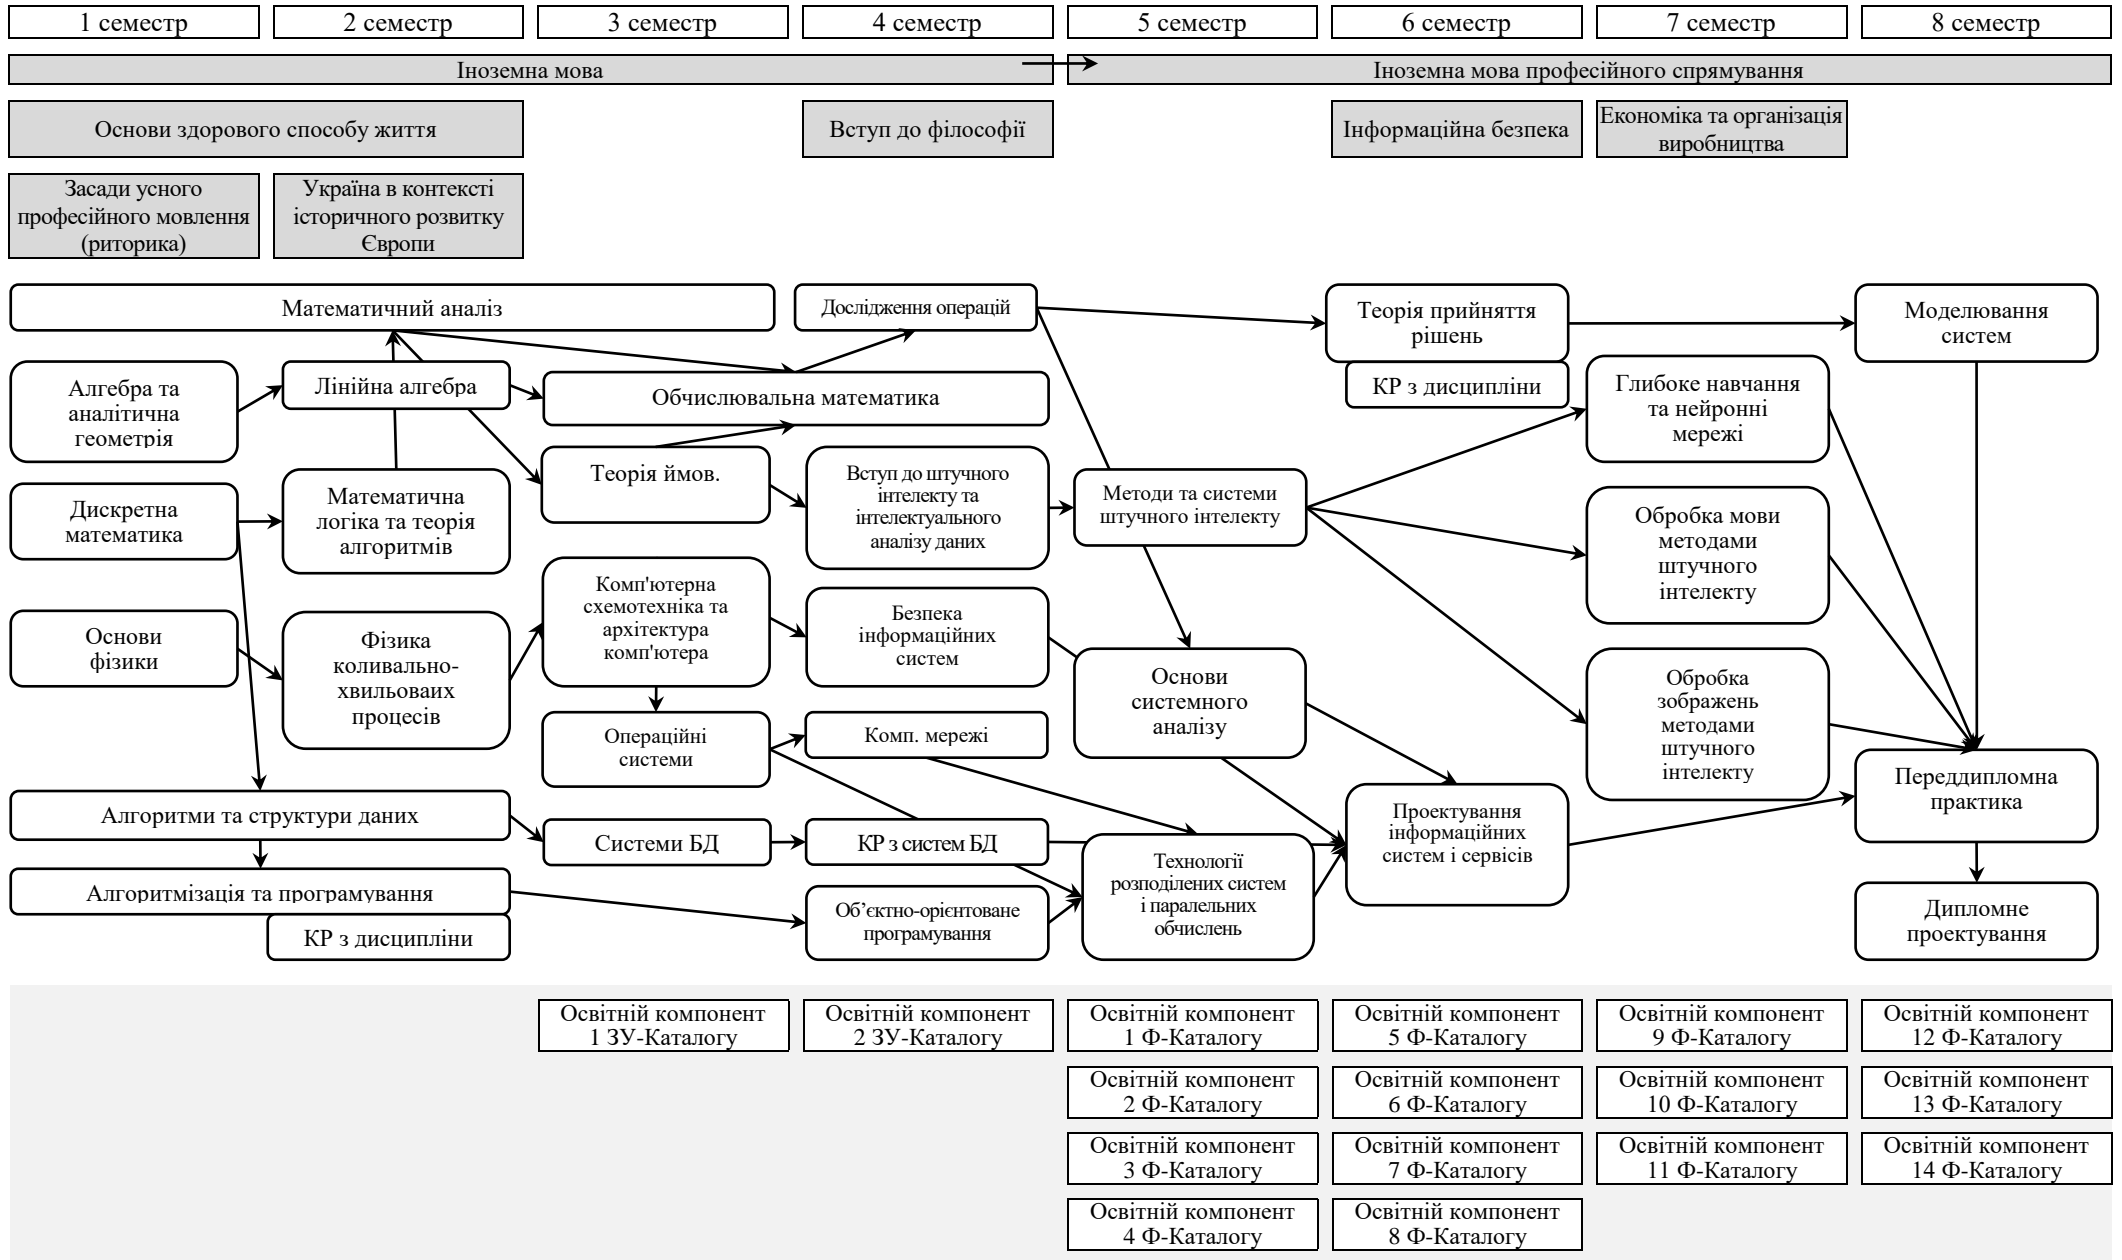 1 семестр
2 семестр
3 семестр
4 семестр
5 семестр
6 семестр
7 семестр
8 семестр
Іноземна мова
Іноземна мова професійного спрямування
Основи здорового способу життя
Вступ до філософії
Інформаційна безпека
Економіка та організація
виробництва
Засади усного
професійного мовлення
(риторика)
Україна в контексті
історичного розвитку
Європи
Математичний аналіз
Дослідження операцій
Теорія прийняття
рішень
КР з дисципліни
Моделювання
систем
Алгебра та
аналітична
геометрія
Лінійна алгебра
Обчислювальна математика
Глибоке навчання
та нейронні
мережі
Дискретна
математика
Математична
логіка та теорія
алгоритмів
Теорія ймов.
Вступ до штучного
інтелекту та
інтелектуального
аналізу даних
Методи та системи
штучного інтелекту
Обробка мови
методами
штучного
інтелекту
Основи
фізики
Фізика
коливально-
хвильоваих
процесів
Комп'ютерна
схемотехніка та
архітектура
комп'ютера
Безпека
інформаційних
систем
Основи
системного
аналізу
Обробка
зображень
методами
штучного
інтелекту
Операційні
системи
Комп. мережі
Переддипломна
практика
Алгоритми та структури даних
Системи БД
КР з систем БД
Проектування
інформаційних
систем і сервісів
Технології
розподілених систем
і паралельних
обчислень
Алгоритмізація та програмування
КР з дисципліни
Об’єктно-орієнтоване
програмування
Дипломне
проектування
Освітній компонент
1 ЗУ-Каталогу
Освітній компонент
2 ЗУ-Каталогу
Освітній компонент
1 Ф-Каталогу
Освітній компонент
5 Ф-Каталогу
Освітній компонент
9 Ф-Каталогу
Освітній компонент
12 Ф-Каталогу
Освітній компонент
2 Ф-Каталогу
Освітній компонент
6 Ф-Каталогу
Освітній компонент
10 Ф-Каталогу
Освітній компонент
13 Ф-Каталогу
Освітній компонент
3 Ф-Каталогу
Освітній компонент
7 Ф-Каталогу
Освітній компонент
11 Ф-Каталогу
Освітній компонент
14 Ф-Каталогу
Освітній компонент
4 Ф-Каталогу
Освітній компонент
8 Ф-Каталогу